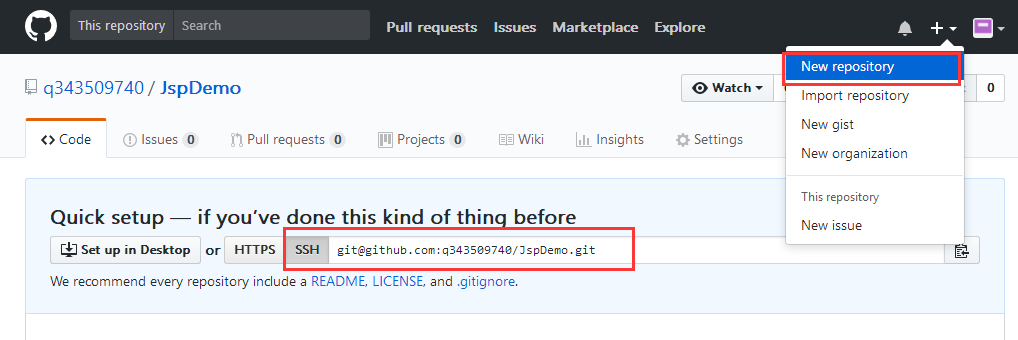 This repository Search Pull requests Issues Marketplace Explore
New repository
Import repository
New gist
New organization
This repository
New issue
q343509740 / JspDemo Watch 0
Code Issues 0 Pull requests 0 Projects 0 Wiki Insights Settings
Quick setup — if you’ve done this kind of thing before
Set up in Desktop or HTTPS SSH git@github.com:q343509740/JspDemo.git
We recommend every repository include a README, LICENSE, and .gitignore.